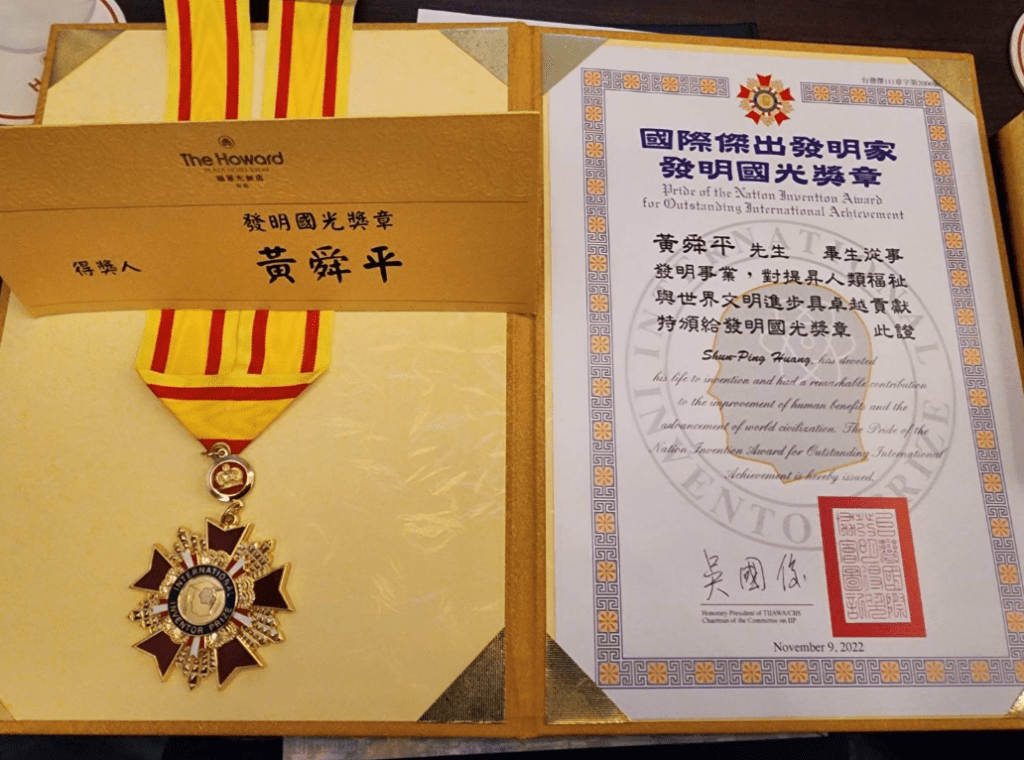 The Howard
發明國光獎章
得獎人 黃舜平
INTERNATIONAL
INVENTOR PRIZE
國際傑出發明家
發明國光獎章
Pride of the Nation Invention Award
for Outstanding International Achievement
黃舜平 先生 畢生從事
發明事業，對提昇人類福祉
與世界文明進步具卓越貢獻
特頒給發明國光獎章 此證
Shun-Ping Huang, has devoted
his life to invention and had a remarkable contribution
to the improvement of human benefits and the
advancement of world civilization. The Pride of the
Nation Invention Award for Outstanding International
Achievement is hereby issued.
INTERNATIONAL
INVENTOR PRIZE
吳國俊
Honorary President of TIIAWA/CIIS
Chairman of the Committee on IIP
November 9, 2022